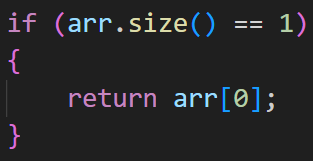 if (arr.size() == 1)
{
    return arr[0];
}